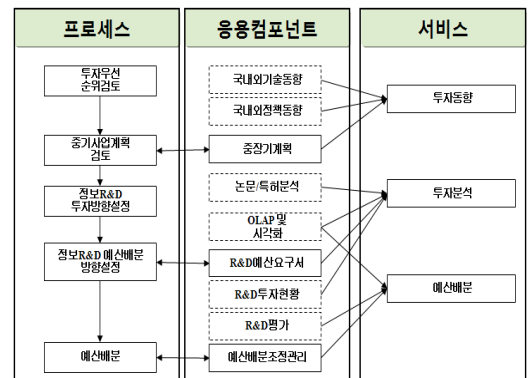 프로세스
응용컴포넌트
서비스
투자우선
순위검토
중기사업계획
검토
정보R&D
투자방향설정
정보R&D 예산배분
방향설정
예산배분
국내외기술동향
국내외정책동향
중장기계획
논문/특허분석
OLAP 및
시각화
R&D예산요구서
R&D투자현황
R&D평가
예산배분조정관리
투자동향
투자분석
예산배분